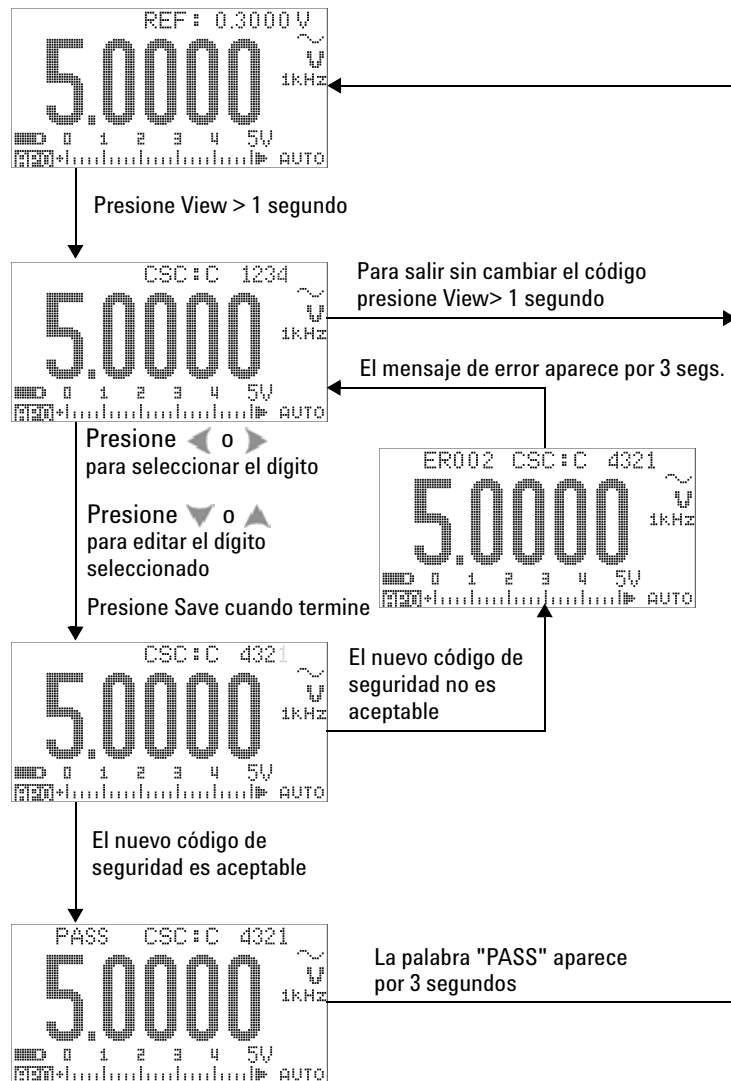 REF: 0.3000 V
5.0000
V
1kHz
0 1 2 3 4 5V
APO AUTO
Presione View > 1 segundo
CSC:C 1234
5.0000
V
1kHz
0 1 2 3 4 5V
APO AUTO
Para salir sin cambiar el código
presione View> 1 segundo
El mensaje de error aparece por 3 segs.
Presione o
para seleccionar el dígito
Presione o
para editar el dígito
seleccionado
Presione Save cuando termine
ER002 CSC:C 4321
5.0000
V
1kHz
0 1 2 3 4 5V
APO AUTO
CSC:C 4321
5.0000
V
1kHz
0 1 2 3 4 5V
APO AUTO
El nuevo código de
seguridad no es
aceptable
El nuevo código de
seguridad es aceptable
PASS CSC:C 4321
5.0000
V
1kHz
0 1 2 3 4 5V
APO AUTO
La palabra "PASS" aparece
por 3 segundos